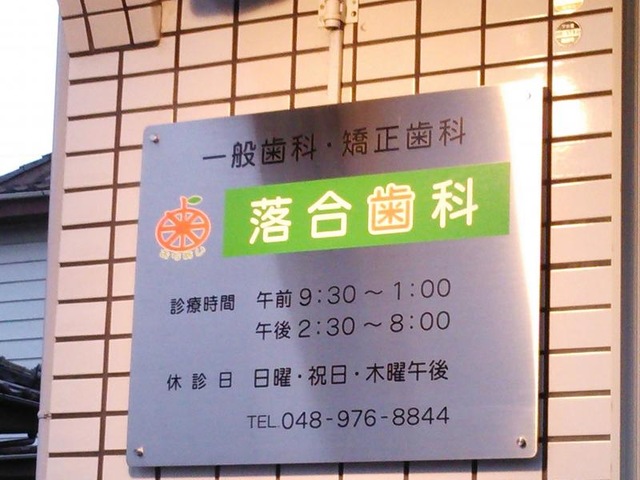 一般歯科・矯正歯科
落合歯科
診療時間 午前 9:30～1:00
午後 2:30～8:00
休診日 日曜・祝日・木曜午後
TEL.048-976-8844